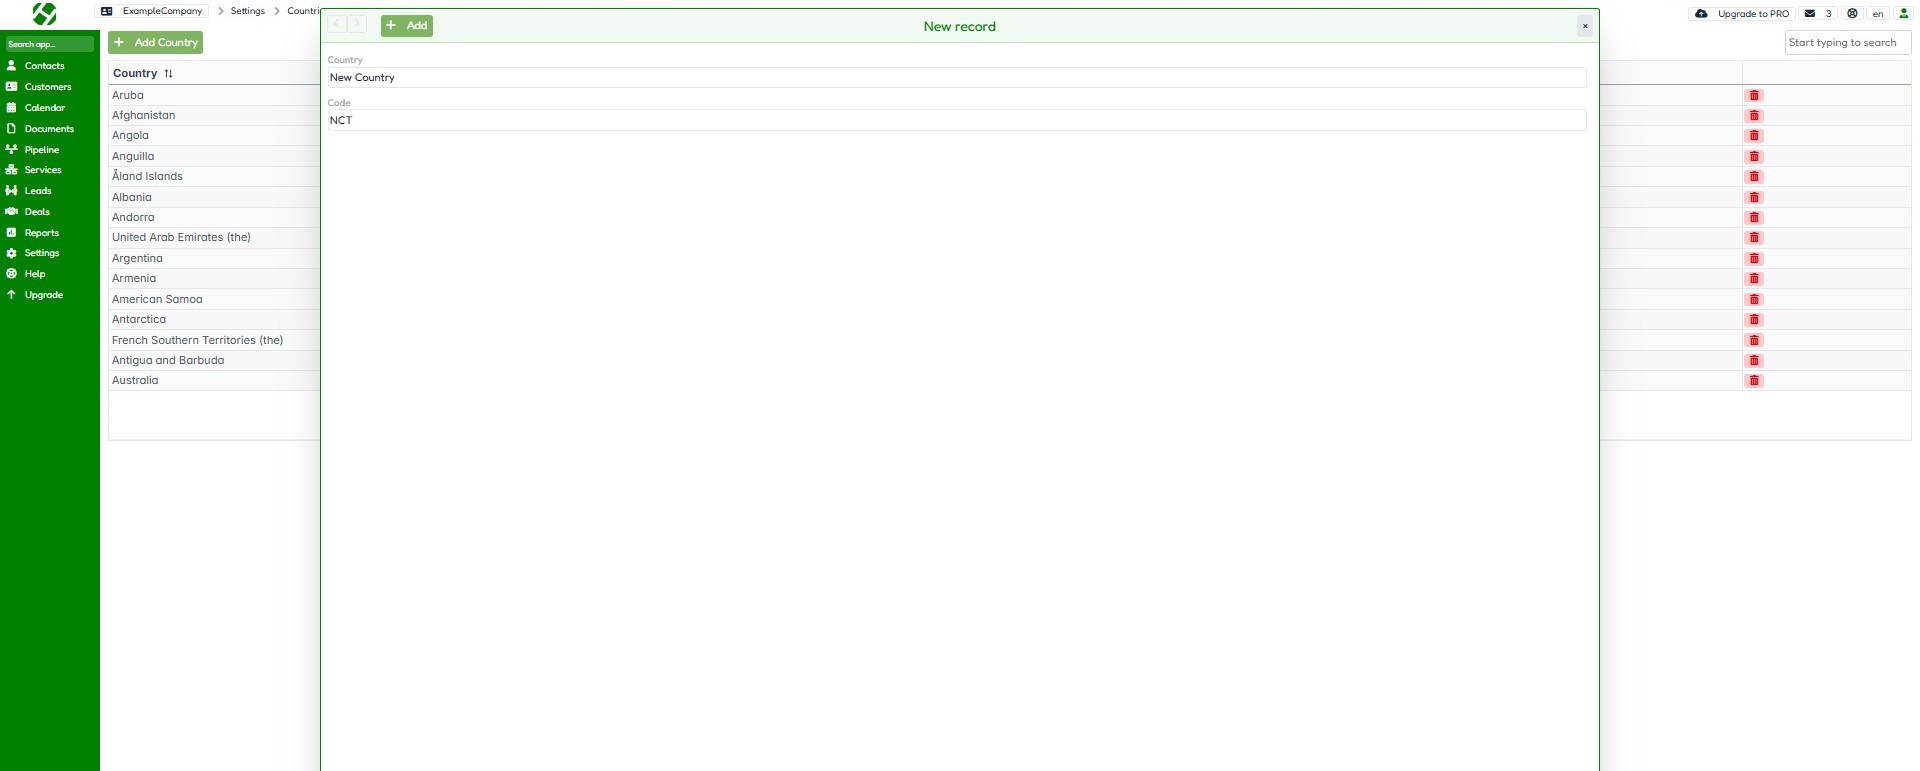 ExampleCompany > Settings > Countri
Upgrade to PRO 3 en
Search app...
Contacts
Customers
Calendar
Documents
Pipeline
Services
Leads
Deals
Reports
Settings
Help
Upgrade
+ Add Country
Start typing to search
Country
Aruba
Afghanistan
Angola
Anguilla
Åland Islands
Albania
Andorra
United Arab Emirates (the)
Argentina
Armenia
American Samoa
Antarctica
French Southern Territories (the)
Antigua and Barbuda
Australia
+ Add
New record
×
Country
New Country
Code
NCT